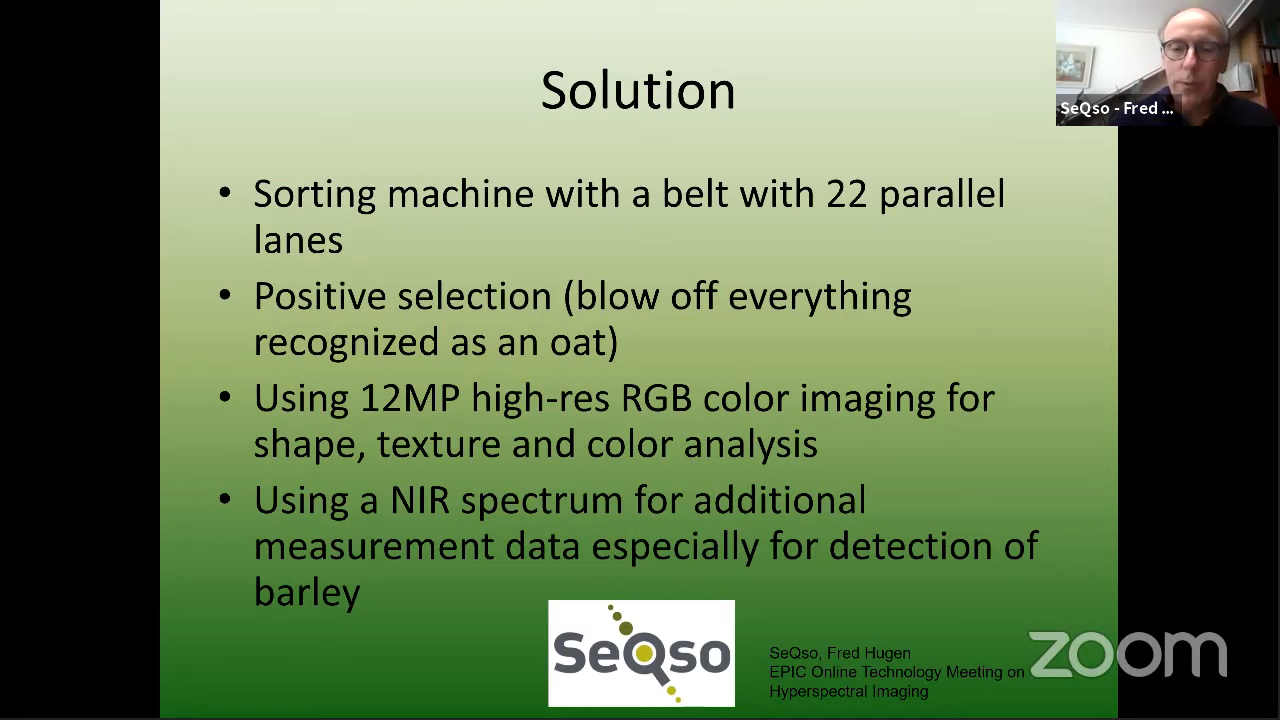 Solution
SeQso - Fred ...
• Sorting machine with a belt with 22 parallel
lanes
• Positive selection (blow off everything
recognized as an oat)
• Using 12MP high-res RGB color imaging for
shape, texture and color analysis
• Using a NIR spectrum for additional
measurement data especially for detection of
barley
SeQso
SeQso, Fred Hugen
EPIC Online Technology Meeting on
Hyperspectral Imaging
zoom